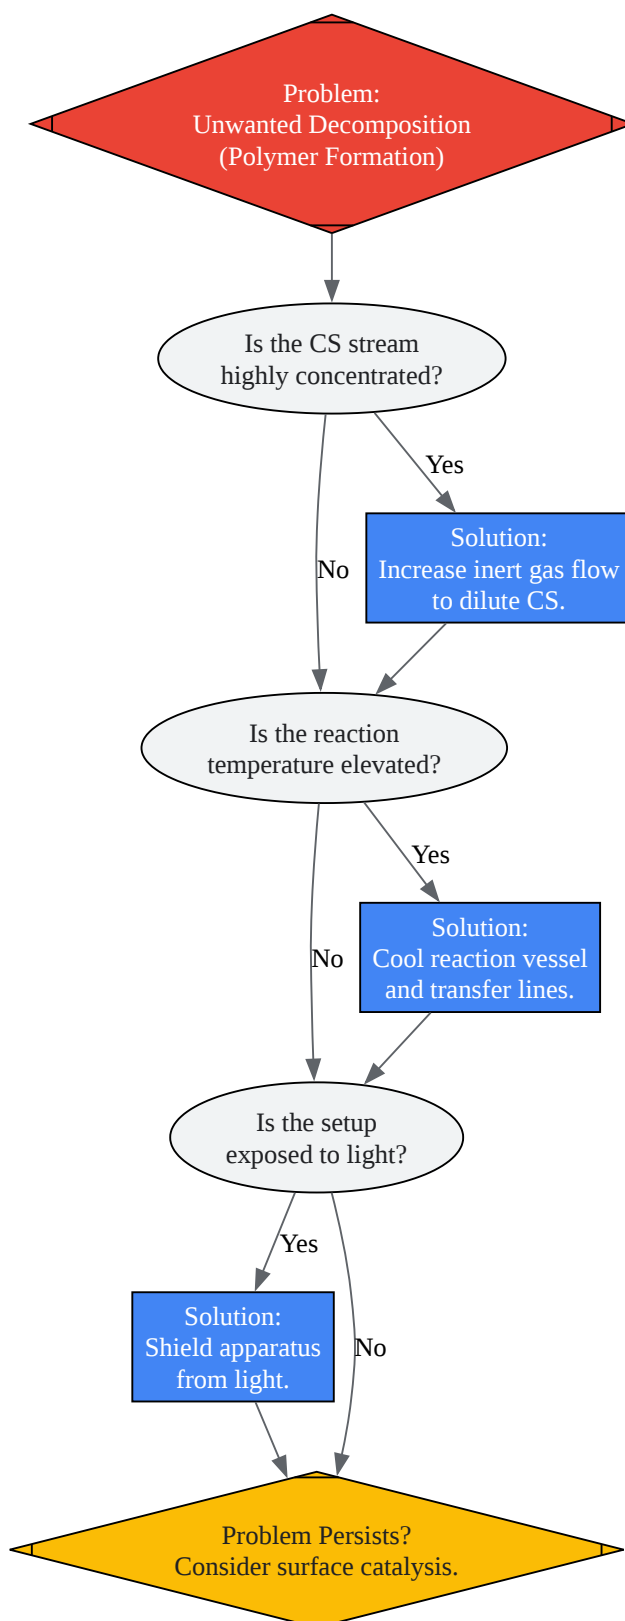 Problem:
Unwanted Decomposition
(Polymer Formation)
Is the CS stream
highly concentrated?
Yes
Solution:
Increase inert gas flow
to dilute CS.
No
Is the reaction
temperature elevated?
Yes
Solution:
Cool reaction vessel
and transfer lines.
No
Is the setup
exposed to light?
Yes
Solution:
Shield apparatus
from light.
No
Problem Persists?
Consider surface catalysis.